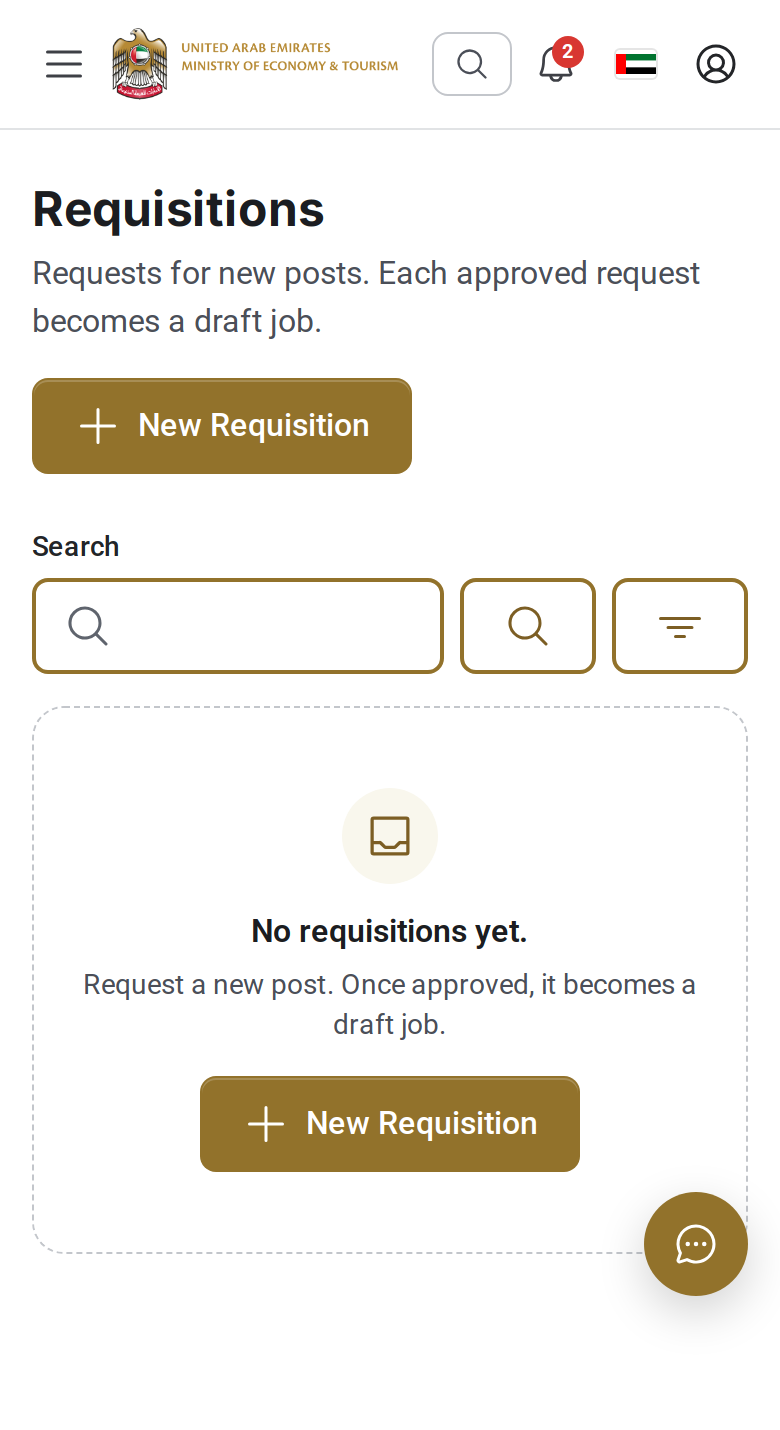 UNITED ARAB EMIRATES
MINISTRY OF ECONOMY & TOURISM
2
Requisitions
Requests for new posts. Each approved request
becomes a draft job.
New Requisition
Search
No requisitions yet.
Request a new post. Once approved, it becomes a
draft job.
New Requisition